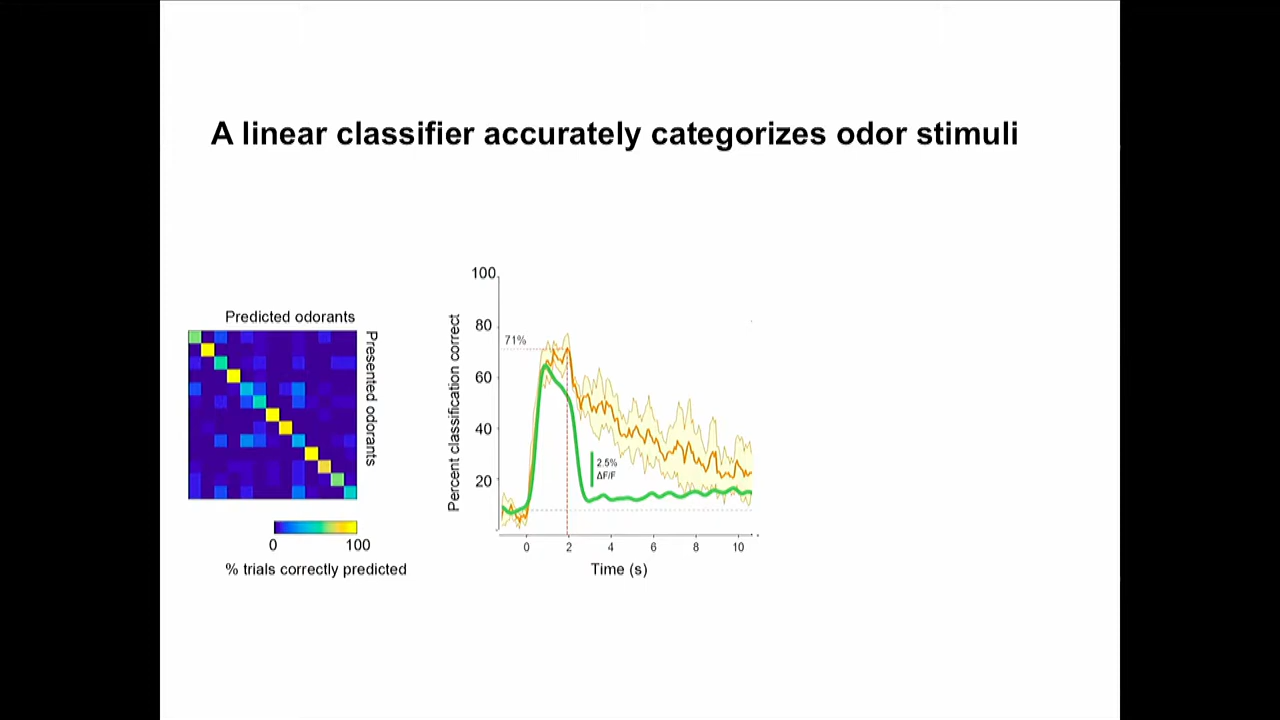 A linear classifier accurately categorizes odor stimuli
Predicted odorants
Presented odorants
0
100
% trials correctly predicted
Percent classification correct
100
80
60
40
20
71%
2.5%
ΔF/F
0 2 4 6 8 10
Time (s)